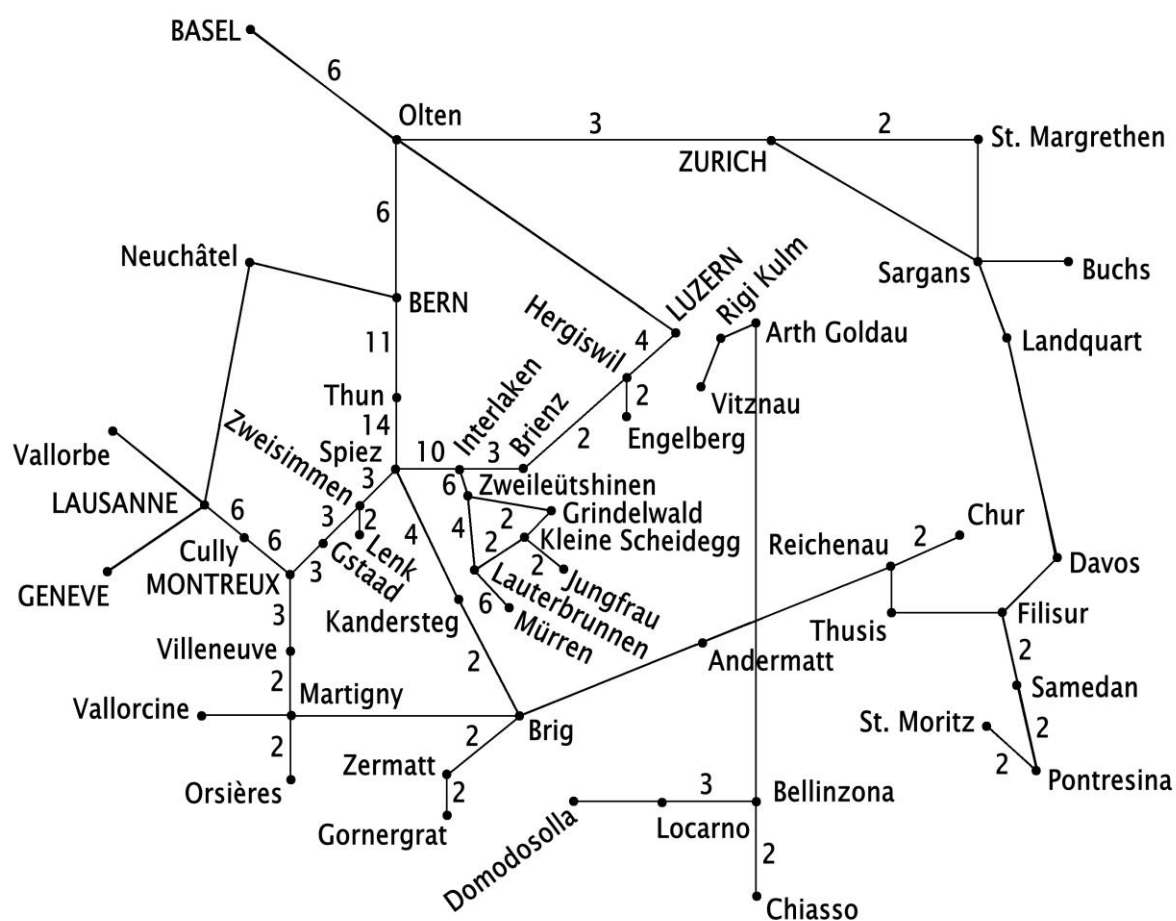 BASEL
6
Olten
3
2
St. Margrethen
ZURICH
6
Neuchâtel
Sargans
Buchs
BERN
LUZERN
Rigi Kulm
Hergiswil
4
Arth Goldau
Landquart
11
2
Vitznau
Thun
Interlaken
Brienz
Engelberg
14
Zweisimmen
2
Vallorbe
Spiez
10
3
3
6
Zweileütshinen
LAUSANNE
6
3
2
4
4
2
Grindelwald
Chur
2
Cully
6
Lenk
2
Kleine Scheidegg
Reichenau
MONTREUX
3
Gstaad
2
Jungfrau
Davos
GENEVE
Lauterbrunnen
6
3
Kandersteg
Mürren
Thusis
Filisur
Villeneuve
2
Andermatt
2
2
Samedan
Vallorcine
Martigny
2
Brig
St. Moritz
2
2
Zermatt
2
Pontresina
Orsières
2
3
Bellinzona
Gornergrat
Domodosolla
Locarno
2
Chiasso